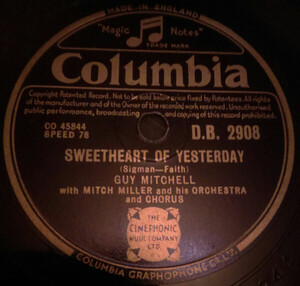 MADE IN ENGLAND
"Magic Notes"
TRADE MARK
Columbia
Copyright Patented Record. Not to be sold below price fixed by Patentees. All rights
of the manufacturer and of the Owner of the recorded work reserved. Unauthorised
public performance, broadcasting and copying of this record prohibited.
CO 45844
SPEED 78
D.B. 2908
SWEETHEART OF YESTERDAY
(Sigman-Faith)
GUY MITCHELL
with MITCH MILLER and his ORCHESTRA
and CHORUS
THE
CINEPHONIC
MUSIC COMPANY
LTD.
COLUMBIA GRAPHOPHONE CO. LTD.